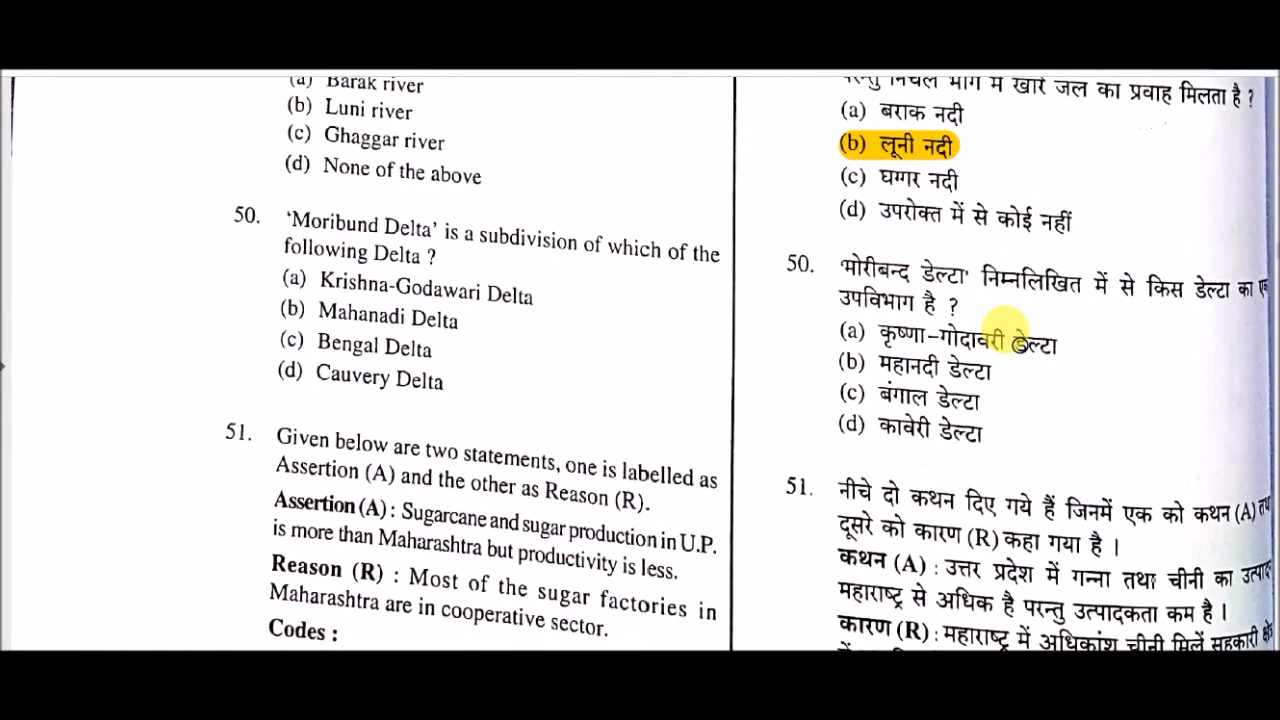 (a) Barak river
(b) Luni river
(c) Ghaggar river
(d) None of the above
50. 'Moribund Delta' is a subdivision of which of the
following Delta ?
(a) Krishna-Godawari Delta
(b) Mahanadi Delta
(c) Bengal Delta
(d) Cauvery Delta
51. Given below are two statements, one is labelled as
Assertion (A) and the other as Reason (R).
Assertion (A) : Sugarcane and sugar production in U.P.
is more than Maharashtra but productivity is less.
Reason (R) : Most of the sugar factories in
Maharashtra are in cooperative sector.
Codes :
परन्तु निचले भाग में खारे जल का प्रवाह मिलता है ?
(a) बराक नदी
(b) लूनी नदी
(c) घग्गर नदी
(d) उपरोक्त में से कोई नहीं
50. 'मोरीबन्द डेल्टा' निम्नलिखित में से किस डेल्टा का एक
उपविभाग है ?
(a) कृष्णा-गोदावरी डेल्टा
(b) महानदी डेल्टा
(c) बंगाल डेल्टा
(d) कावेरी डेल्टा
51. नीचे दो कथन दिए गये हैं जिनमें एक को कथन (A) तथा
दूसरे को कारण (R) कहा गया है ।
कथन (A) : उत्तर प्रदेश में गन्ना तथा चीनी का उत्पादन
महाराष्ट्र से अधिक है परन्तु उत्पादकता कम है ।
कारण (R) : महाराष्ट्र में अधिकांश चीनी मिलें सहकारी क्षेत्र